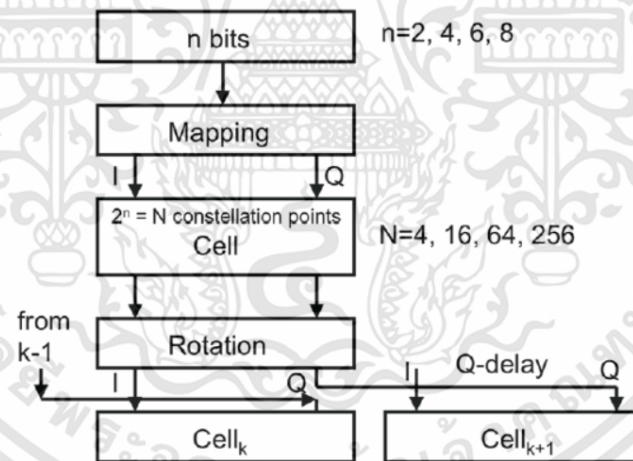 n bits
n=2, 4, 6, 8
Mapping
I
Q
2ⁿ = N constellation points
Cell
N=4, 16, 64, 256
from
k-1
Rotation
I
Q
I
Q-delay
Q
Cellₖ
Cellₖ₊₁